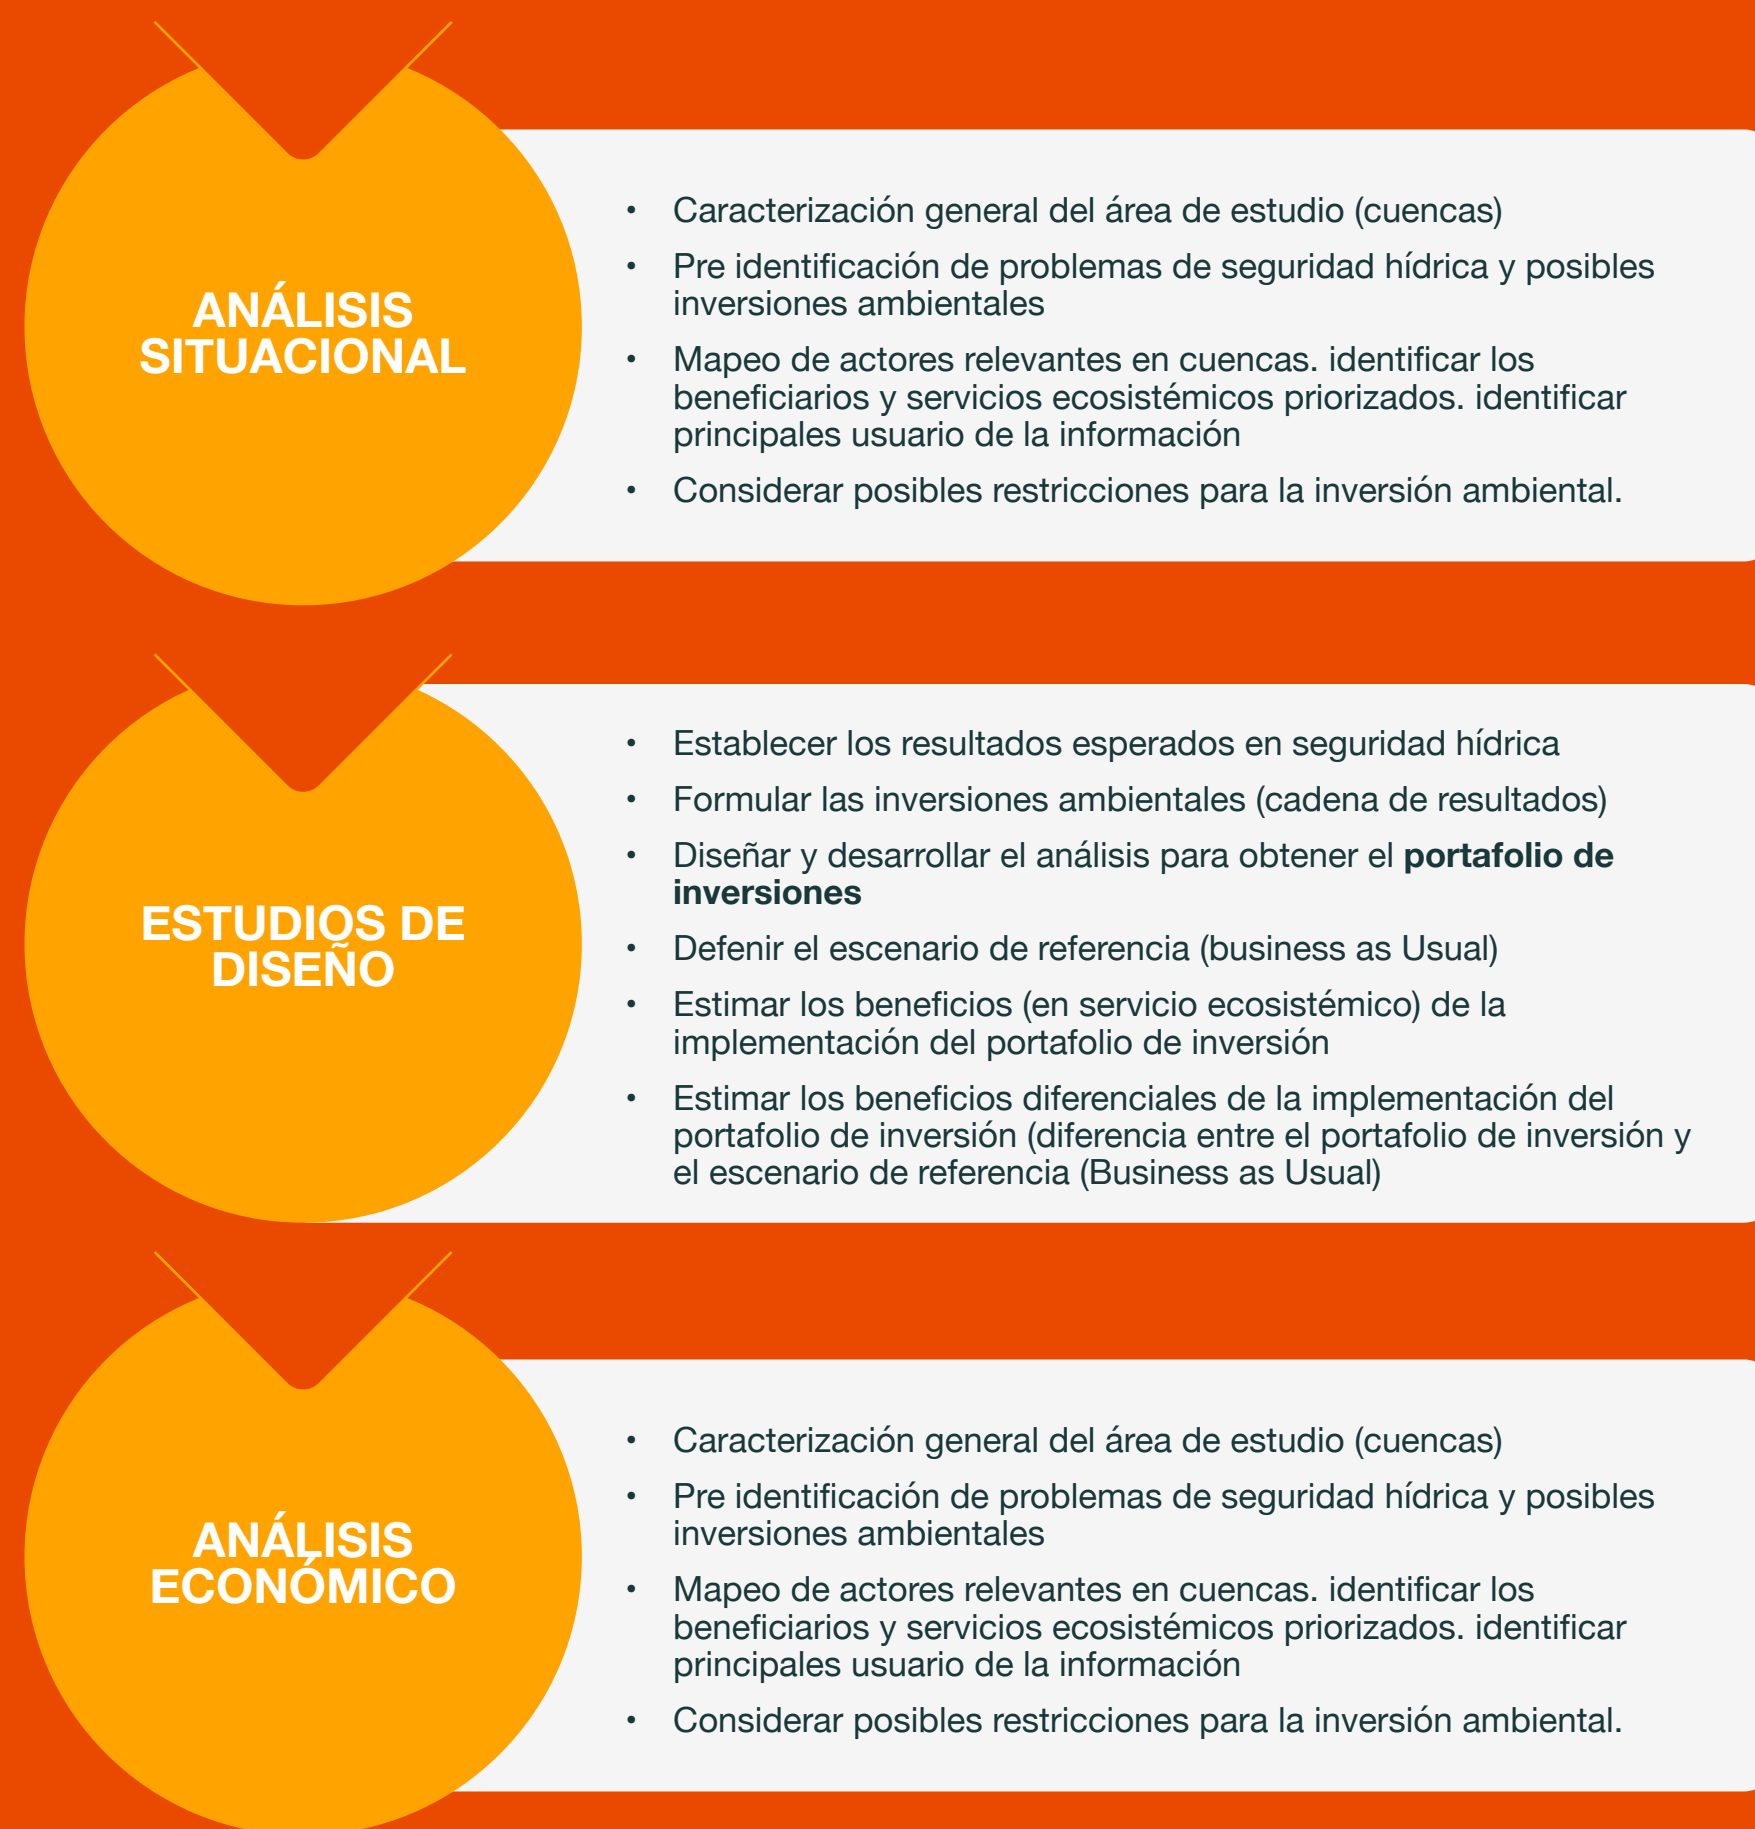 ANÁLISIS
SITUACIONAL
• Caracterización general del área de estudio (cuencas)
• Pre identificación de problemas de seguridad hídrica y posibles
inversiones ambientales
• Mapeo de actores relevantes en cuencas. identificar los
beneficiarios y servicios ecosistémicos priorizados. identificar
principales usuario de la información
• Considerar posibles restricciones para la inversión ambiental.
ESTUDIOS DE
DISEÑO
• Establecer los resultados esperados en seguridad hídrica
• Formular las inversiones ambientales (cadena de resultados)
• Diseñar y desarrollar el análisis para obtener el portafolio de
inversiones
• Defenir el escenario de referencia (business as Usual)
• Estimar los beneficios (en servicio ecosistémico) de la
implementación del portafolio de inversión
• Estimar los beneficios diferenciales de la implementación del
portafolio de inversión (diferencia entre el portafolio de inversión y
el escenario de referencia (Business as Usual)
ANÁLISIS
ECONÓMICO
• Caracterización general del área de estudio (cuencas)
• Pre identificación de problemas de seguridad hídrica y posibles
inversiones ambientales
• Mapeo de actores relevantes en cuencas. identificar los
beneficiarios y servicios ecosistémicos priorizados. identificar
principales usuario de la información
• Considerar posibles restricciones para la inversión ambiental.